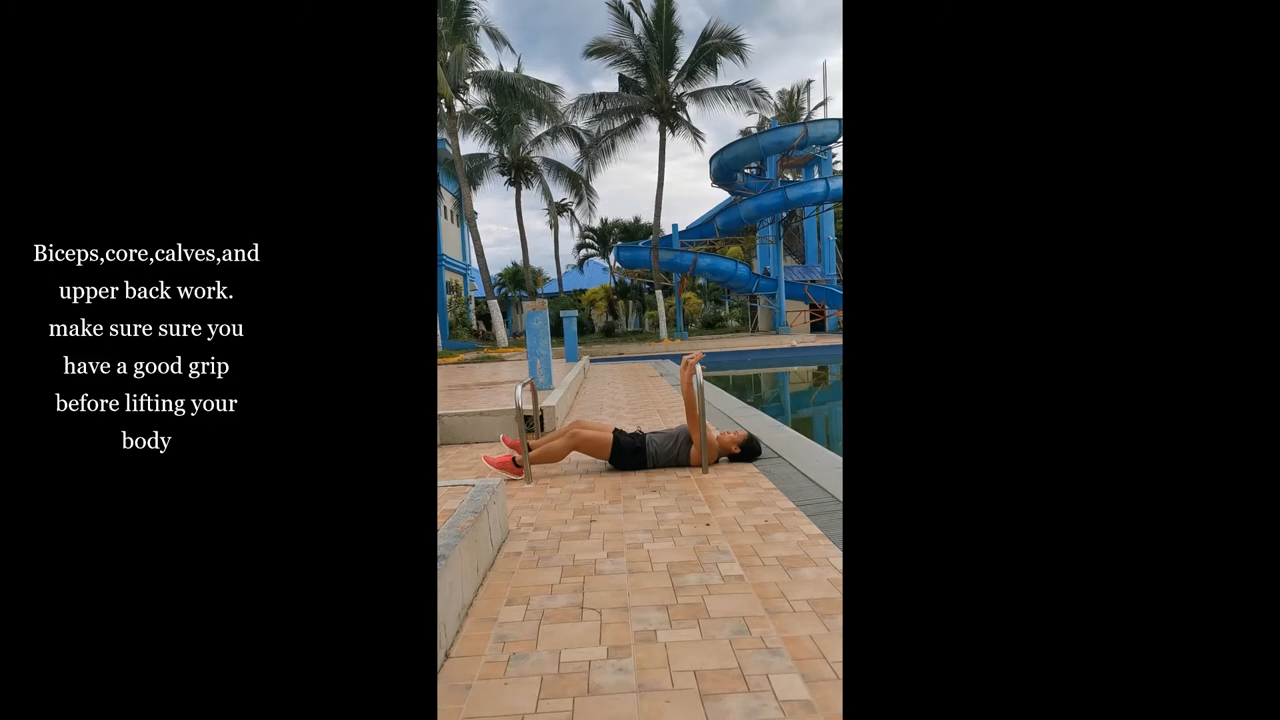 Biceps,core,calves,and
upper back work.
make sure sure you
have a good grip
before lifting your
body